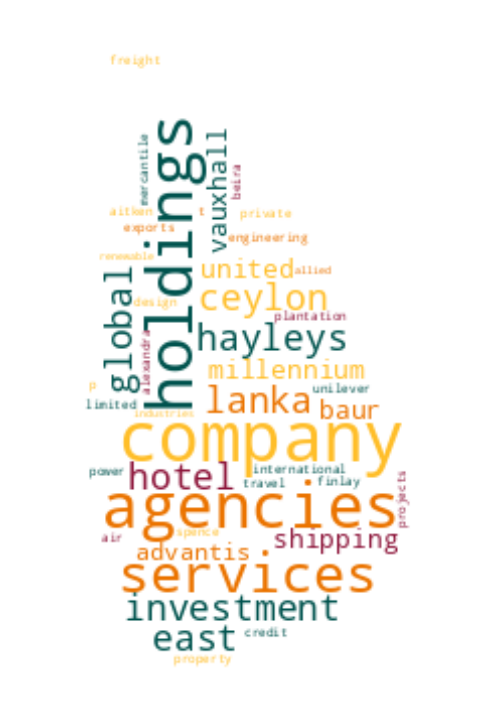 freight
holdings
mercantile
vauxhall
beira
aitken
t
private
exports
engineering
renewable
united
allied
global
design
ceylon
plantation
hayleys
alexandra
millennium
p
unilever
lanka
limited
industries
baur
company
power
hotel
international
travel
finlay
projects
agencies
air
spence
shipping
advantis
services
investment
east
credit
property